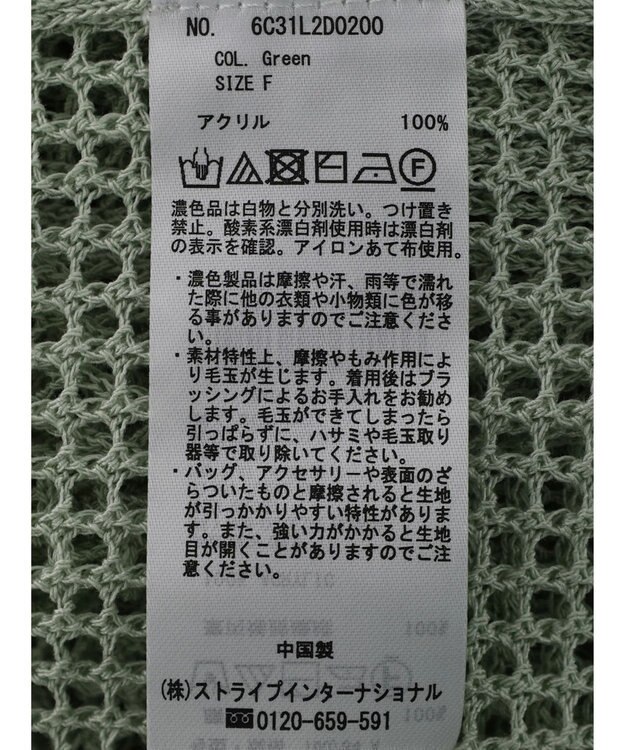 NO. 6C31L2D0200
COL. Green
SIZE F
アクリル 100%
F
濃色品は白物と分別洗い。つけ置き
禁止。酸素系漂白剤使用時は漂白剤
の表示を確認。アイロンあて布使用。
・濃色製品は摩擦や汗、雨等で濡れ
た際に他の衣類や小物類に色が移
る事がありますのでご注意くださ
い。
・素材特性上、摩擦やもみ作用によ
り毛玉が生じます。着用後はブラ
ッシングによるお手入れをお勧め
します。毛玉ができてしまったら
引っぱらずに、ハサミや毛玉取り
器等で取り除いてください。
・バッグ、アクセサリーや表面のざ
らついたものと摩擦されると生地
が引っかかりやすい特性がありま
す。また、強い力がかかると生地
目が開くことがありますのでご注
意ください。
中国製
(株)ストライプインターナショナル
0120-659-591